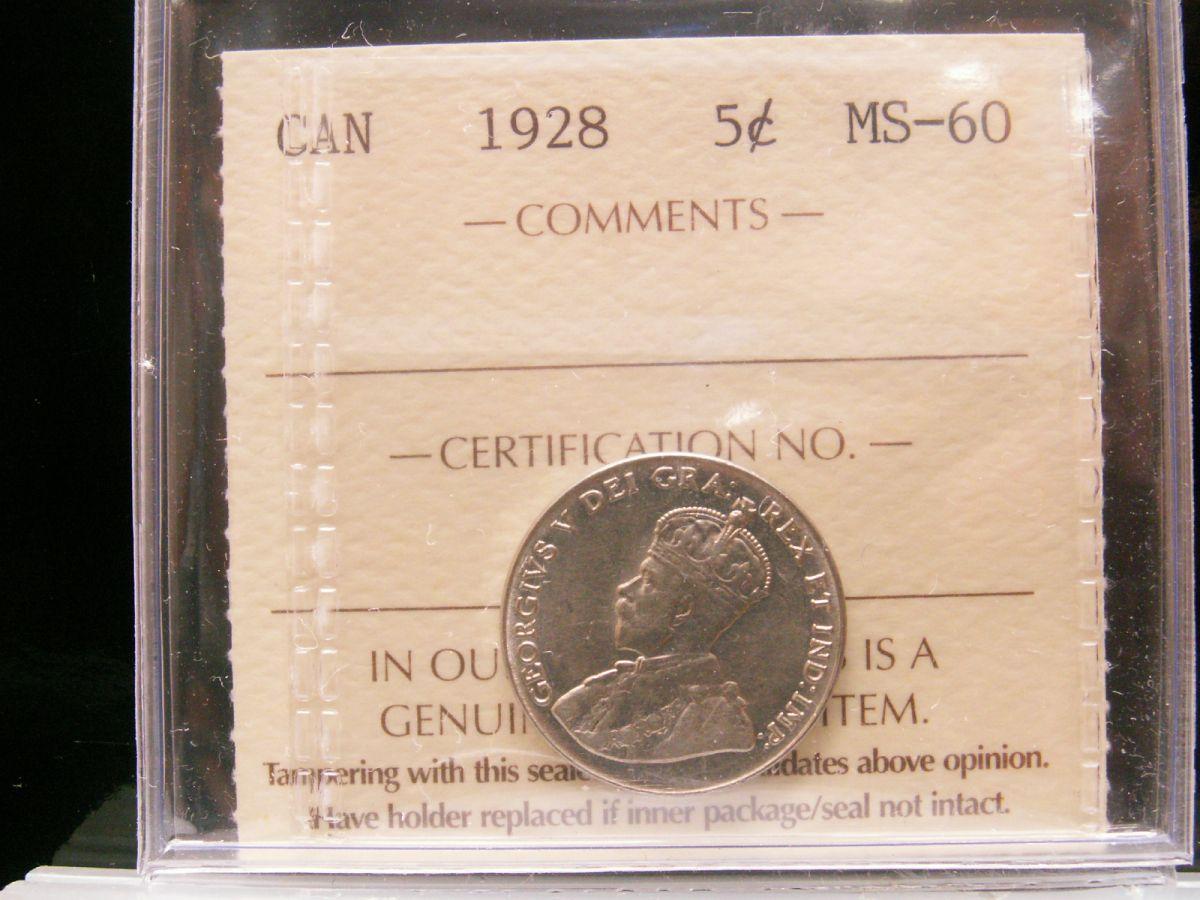 CAN 1928 5¢ MS-60
— COMMENTS —
— CERTIFICATION NO. —
GEORGIVS V DEI GRA: REX ET IND: IMP:
IN OU IS A
GENUI ITEM.
Tampering with this seale dates above opinion.
Have holder replaced if inner package/seal not intact.